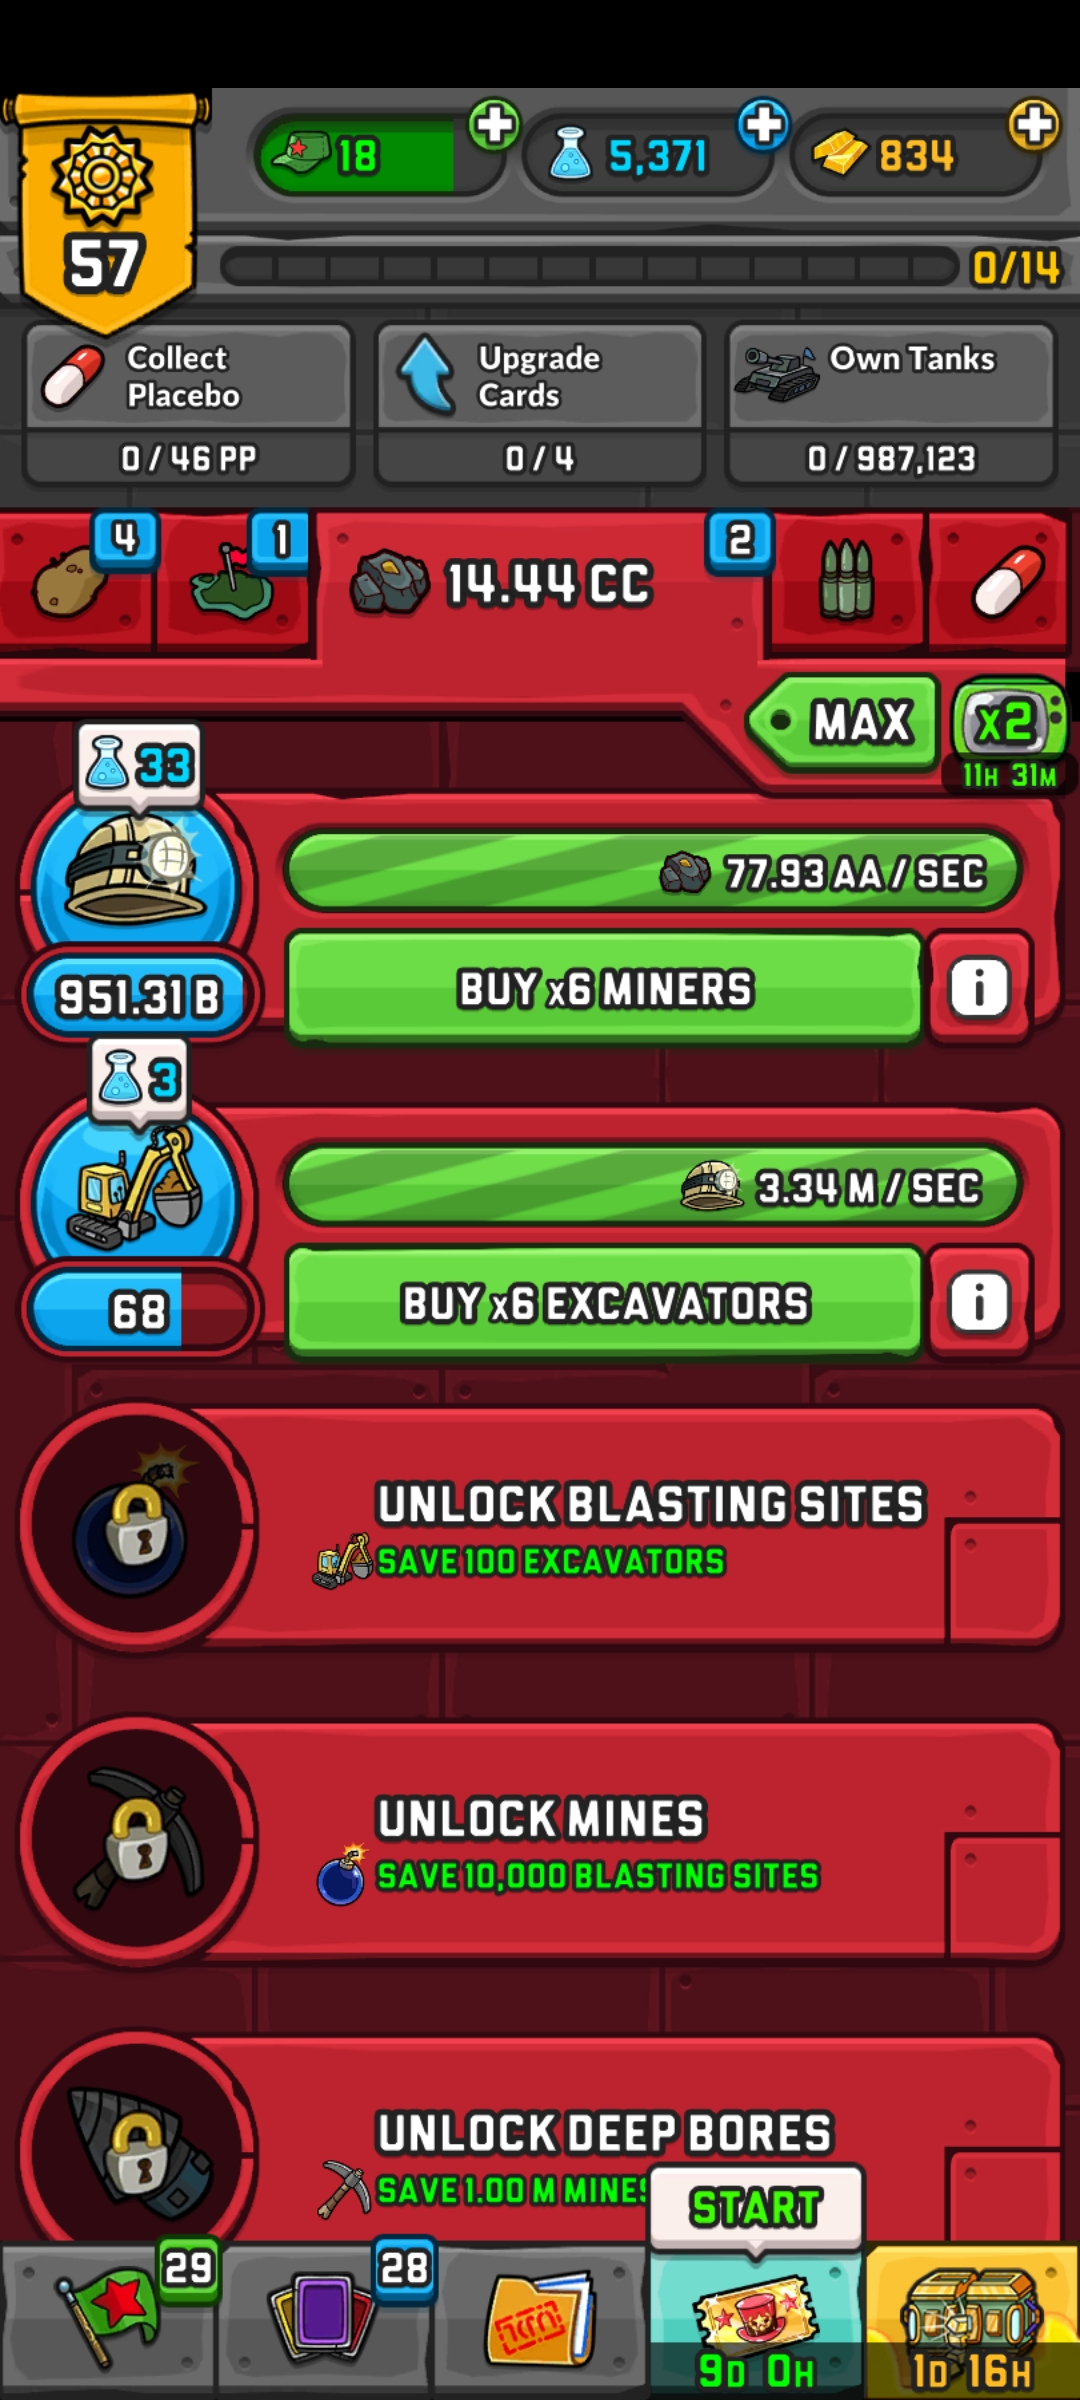 18
5,371
834
57
0/14
Collect
Placebo
0 / 46 PP
Upgrade
Cards
0 / 4
Own Tanks
0 / 987,123
4
1
14.44 CC
2
MAX
x2
11H 31M
33
77.93 AA / SEC
951.31 B
BUY x6 MINERS
i
3
3.34 M / SEC
68
BUY x6 EXCAVATORS
i
UNLOCK BLASTING SITES
SAVE 100 EXCAVATORS
UNLOCK MINES
SAVE 10,000 BLASTING SITES
UNLOCK DEEP BORES
SAVE 1.00 M MINES
START
29
28
9D 0H
1D 16H